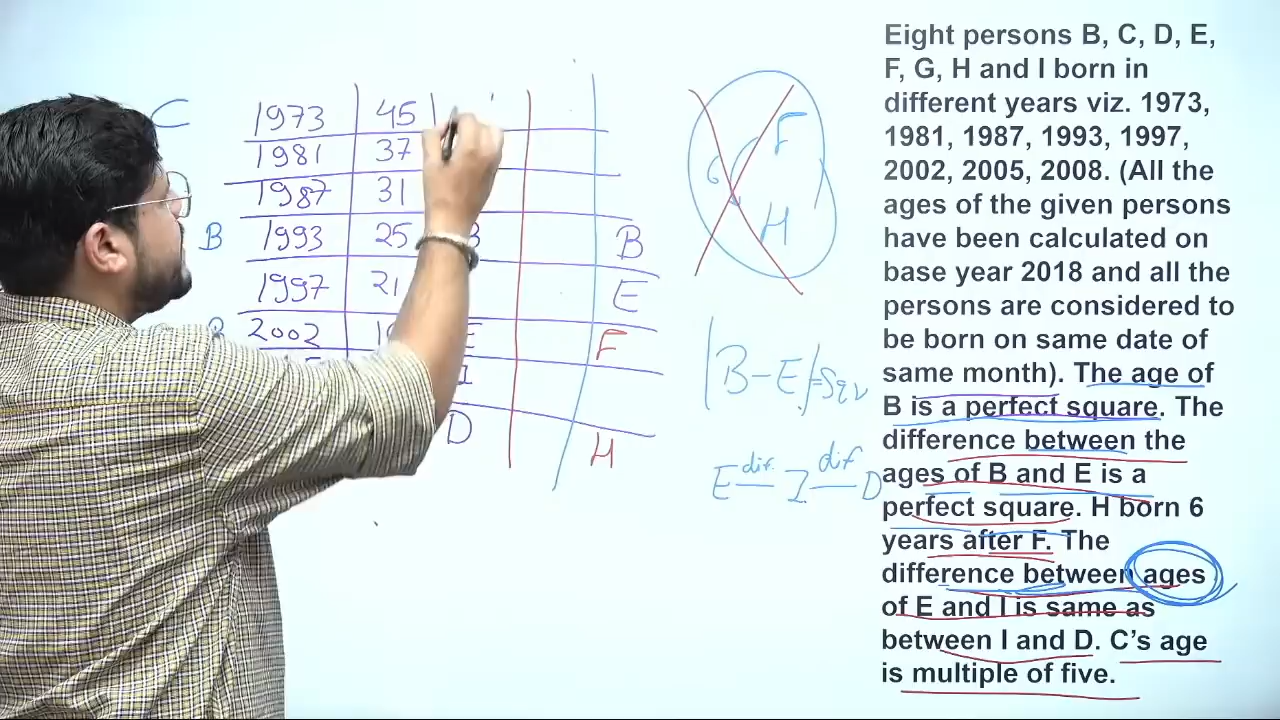 Eight persons B, C, D, E,
F, G, H and I born in
different years viz. 1973,
1981, 1987, 1993, 1997,
2002, 2005, 2008. (All the
ages of the given persons
have been calculated on
base year 2018 and all the
persons are considered to
be born on same date of
same month). The age of
B is a perfect square. The
difference between the
ages of B and E is a
perfect square. H born 6
years after F. The
difference between ages
of E and I is same as
between I and D. C’s age
is multiple of five.
C 1973 45
1981 37
1987 31
B 1993 25 B
1997 21 E
2002 E F
I
D H
G F
H
|B-E|=Sqr
E dif. I dif D